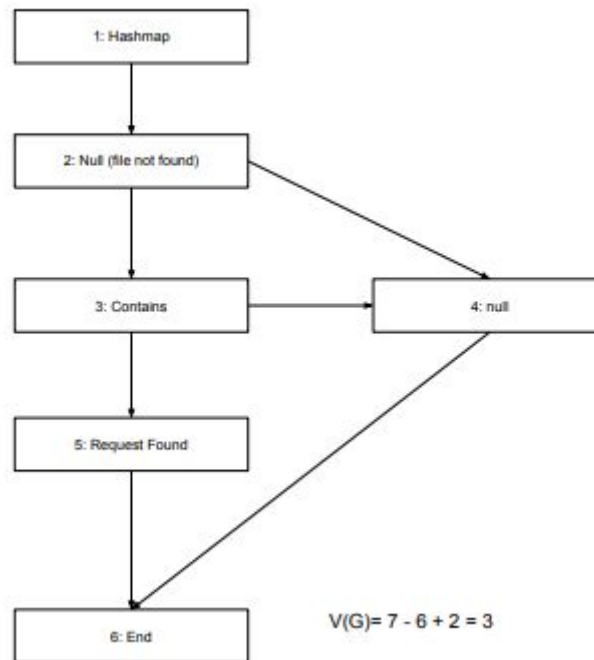 1: Hashmap
2: Null (file not found)
3: Contains
4: null
5: Request Found
6: End
V(G)= 7 - 6 + 2 = 3